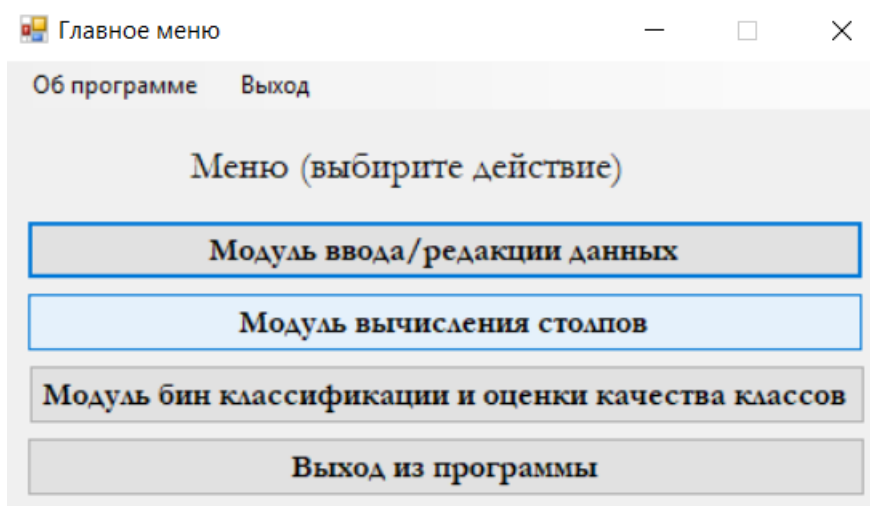 Главное меню
Об программе Выход
Меню (выбирите действие)
Модуль ввода/редакции данных
Модуль вычисления столпов
Модуль бин классификации и оценки качества классов
Выход из программы